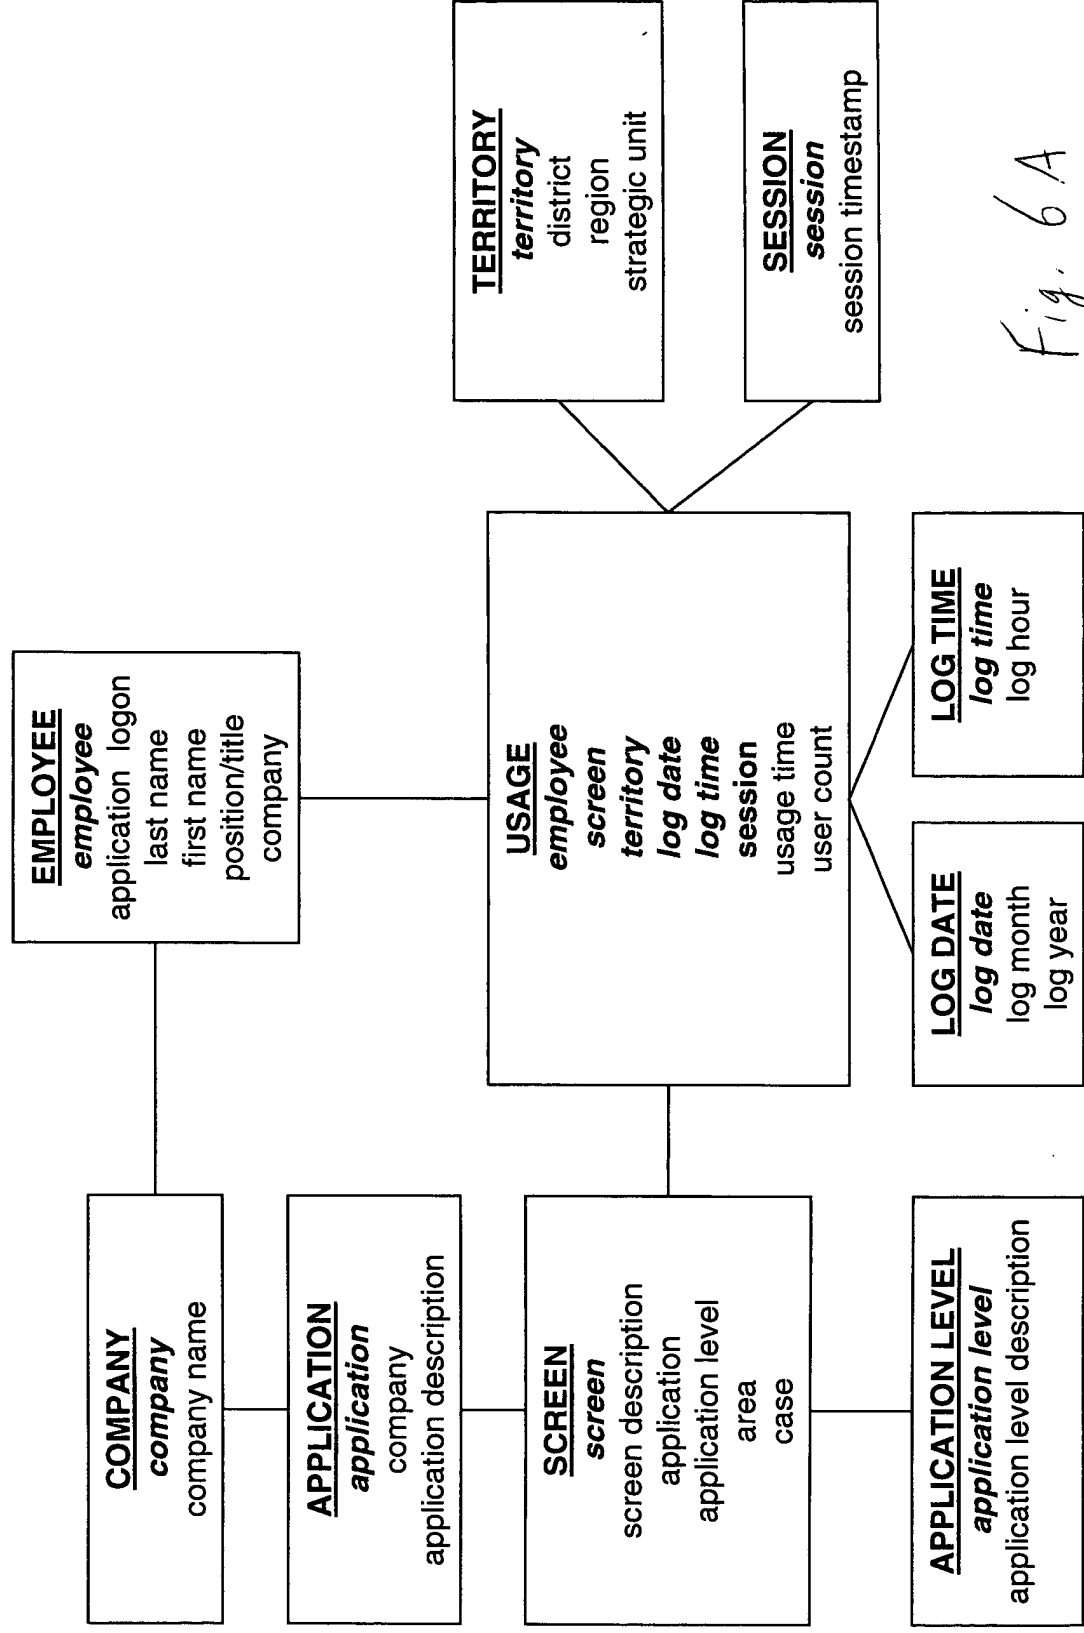 COMPANY
company
company name
APPLICATION
application
company
application description
SCREEN
screen
screen description
application
application level
area
case
APPLICATION LEVEL
application level
application level description
EMPLOYEE
employee
application logon
last name
first name
position/title
company
USAGE
employee
screen
territory
log date
log time
session
usage time
user count
LOG DATE
log date
log month
log year
LOG TIME
log time
log hour
TERRITORY
territory
district
region
strategic unit
SESSION
session
session timestamp
Fig. 6A